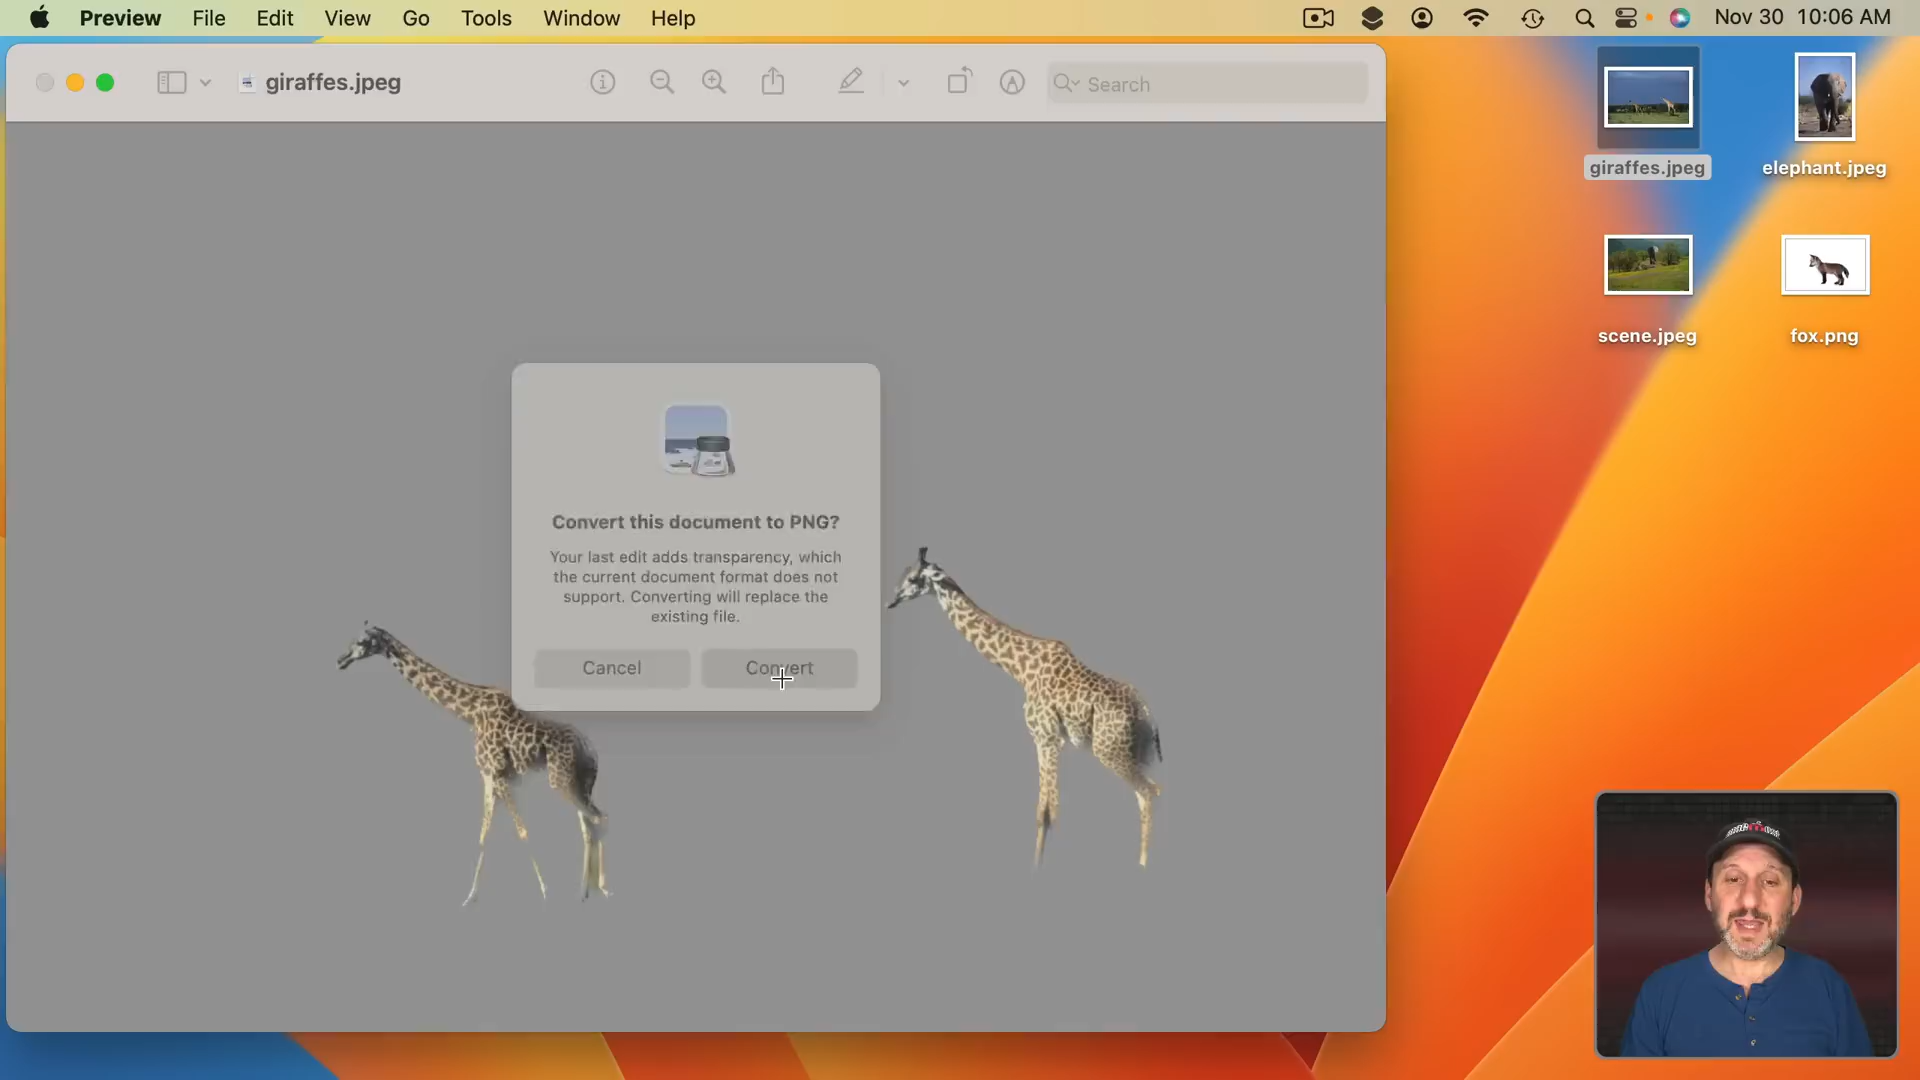 Preview File Edit View Go Tools Window Help Nov 30 10:06 AM
giraffes.jpeg Search
giraffes.jpeg elephant.jpeg
scene.jpeg fox.png
Convert this document to PNG?
Your last edit adds transparency, which
the current document format does not
support. Converting will replace the
existing file.
Cancel Convert